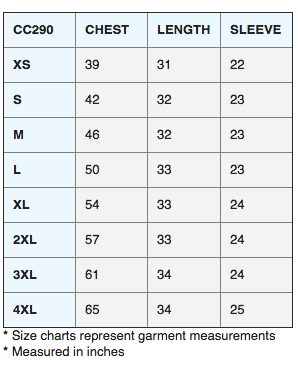 CC290 CHEST LENGTH SLEEVE
XS 39 31 22
S 42 32 23
M 46 32 23
L 50 33 23
XL 54 33 24
2XL 57 33 24
3XL 61 34 24
4XL 65 34 25
* Size charts represent garment measurements
* Measured in inches